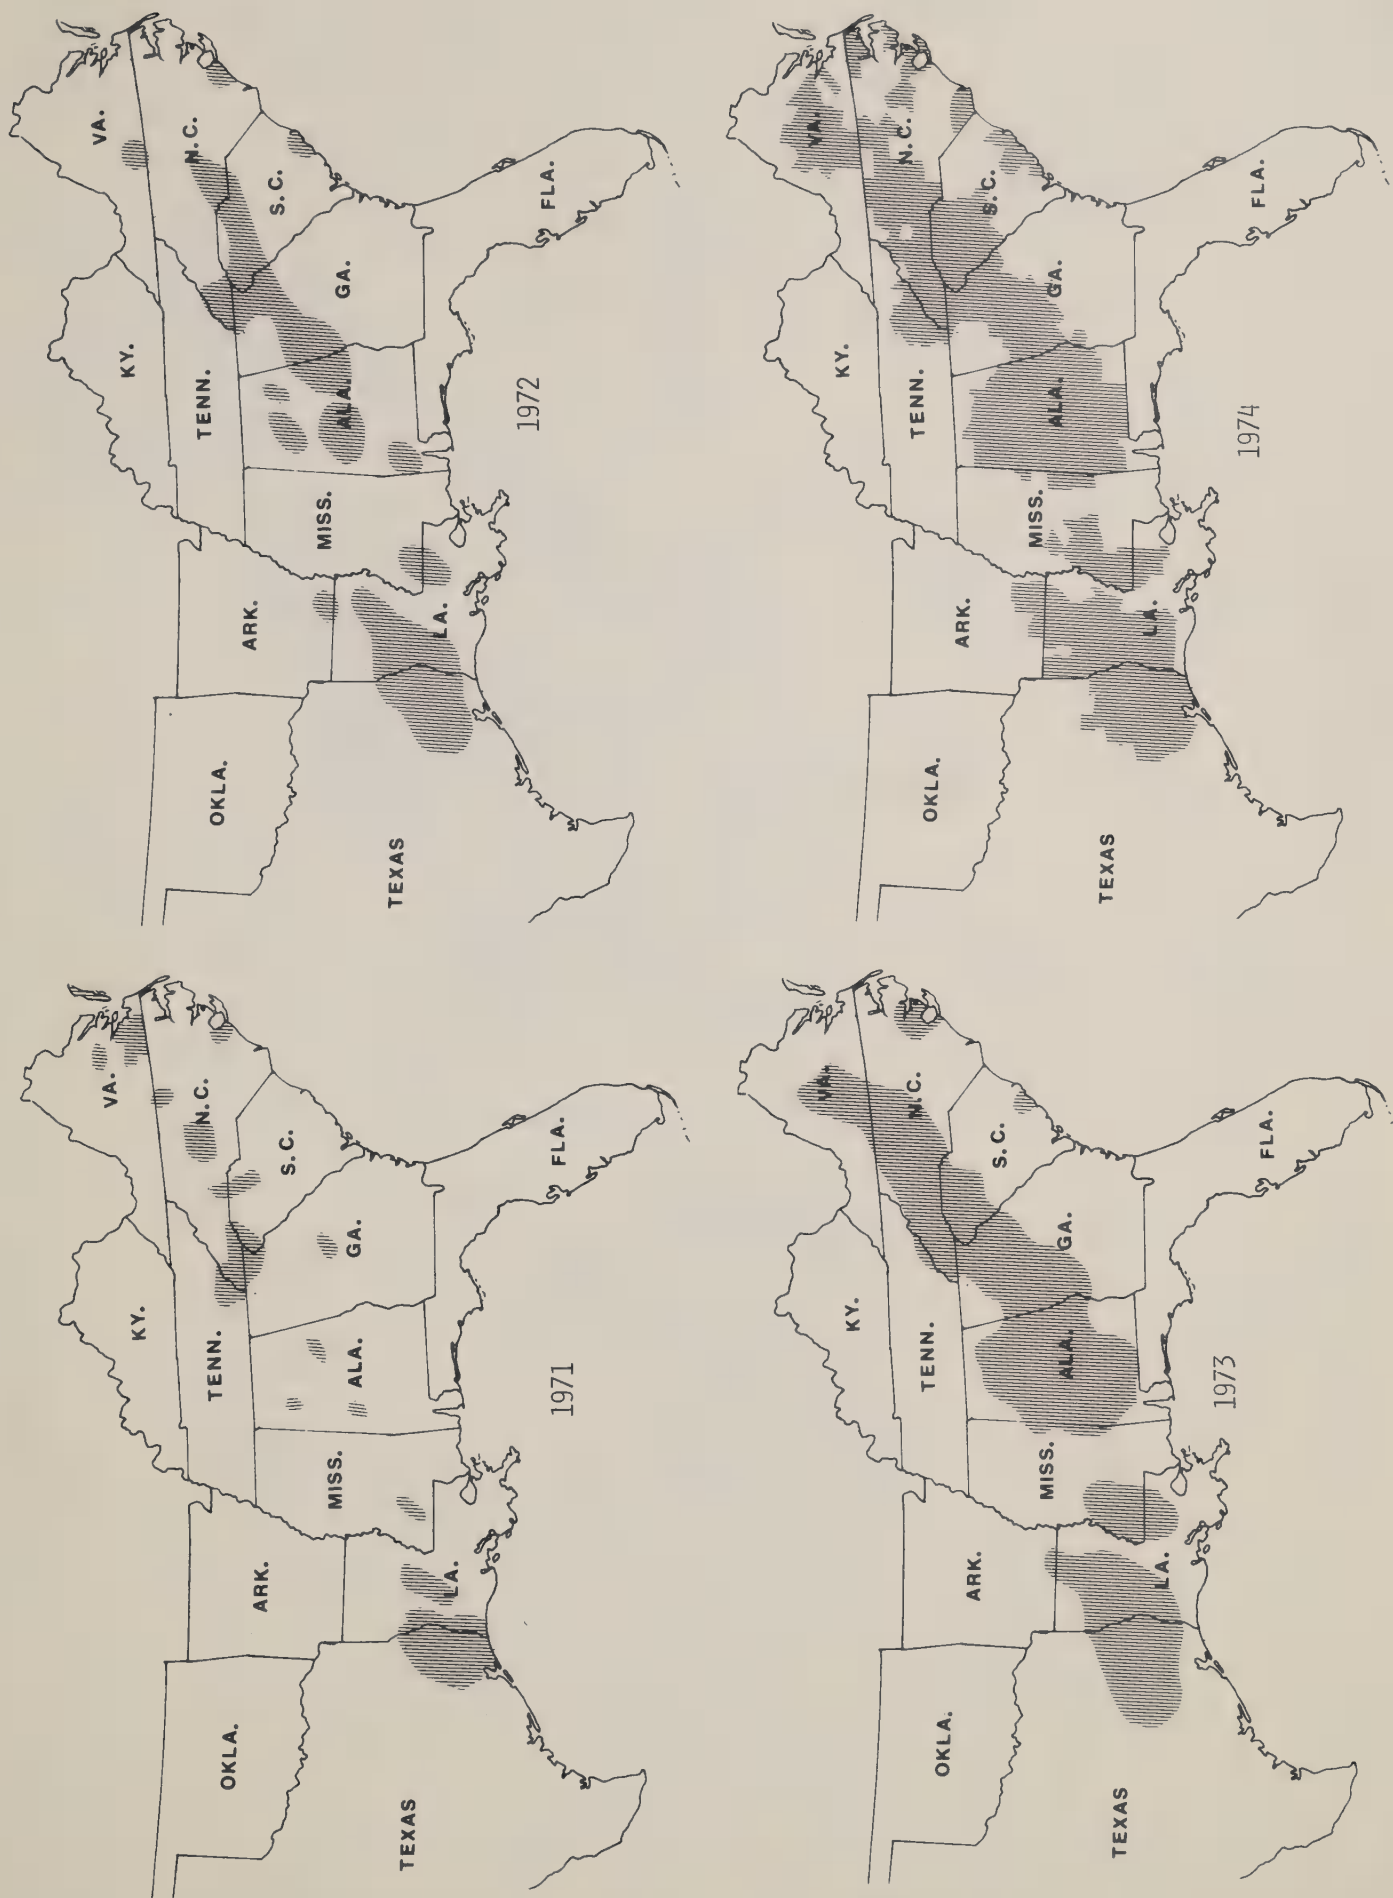 OKLA.
TEXAS
ARK.
LA.
MISS.
TENN.
KY.
ALA.
GA.
FLA.
S.C.
N.C.
VA.
1971
OKLA.
TEXAS
ARK.
LA.
MISS.
TENN.
KY.
ALA.
GA.
FLA.
S.C.
N.C.
VA.
1972
OKLA.
TEXAS
ARK.
LA.
MISS.
TENN.
KY.
ALA.
GA.
FLA.
S.C.
N.C.
VA.
1973
OKLA.
TEXAS
ARK.
LA.
MISS.
TENN.
KY.
ALA.
GA.
FLA.
S.C.
N.C.
VA.
1974